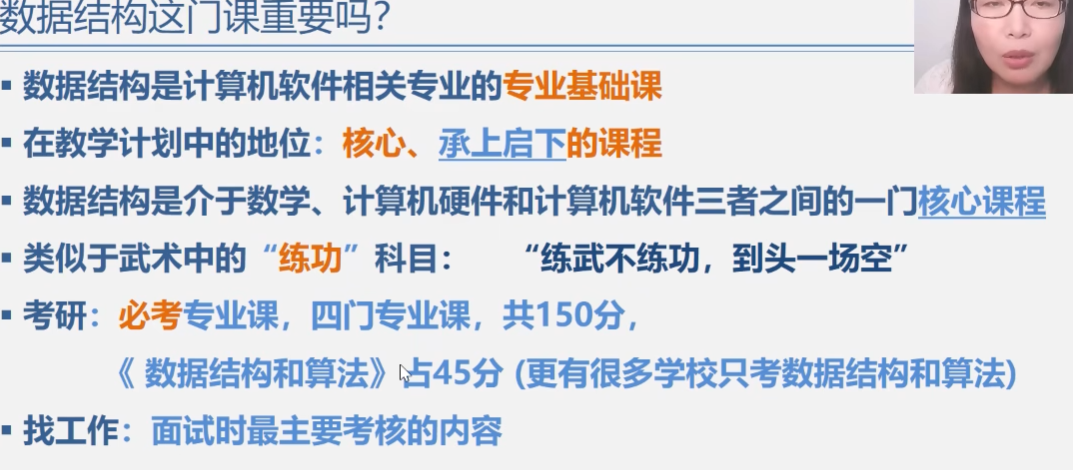 数据结构这门课重要吗?
▪ 数据结构是计算机软件相关专业的专业基础课
▪ 在教学计划中的地位：核心、承上启下的课程
▪ 数据结构是介于数学、计算机硬件和计算机软件三者之间的一门核心课程
▪ 类似于武术中的“练功”科目： “练武不练功，到头一场空”
▪ 考研：必考专业课，四门专业课，共150分，
《 数据结构和算法》占45分 (更有很多学校只考数据结构和算法)
▪ 找工作：面试时最主要考核的内容